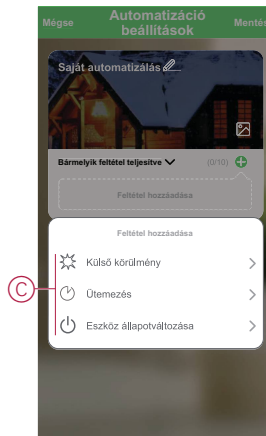 Mégse
Automatizáció
beállítások
Mentés
Saját automatizálás
Bármelyik feltétel teljesitve
(0/10)
Feltétel hozzáadása
Feltétel hozzáadása
Külső körülmény
Ütemezés
Eszköz állapotváltozása
C